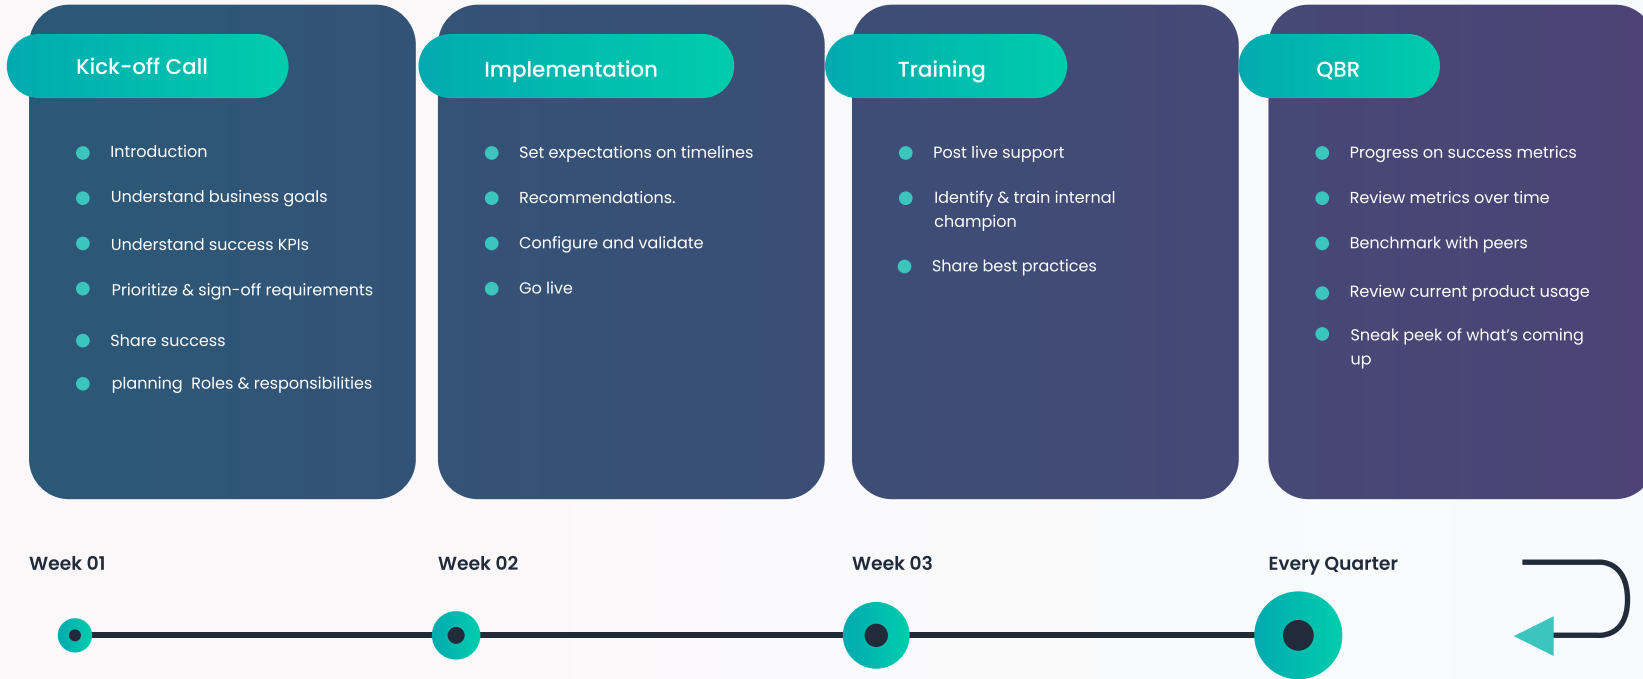 Kick-off Call
Introduction
Understand business goals
Understand success KPIs
Prioritize & sign-off requirements
Share success
planning  Roles & responsibilities
Implementation
Set expectations on timelines
Recommendations.
Configure and validate
Go live
Training
Post live support
Identify & train internal
champion
Share best practices
QBR
Progress on success metrics
Review metrics over time
Benchmark with peers
Review current product usage
Sneak peek of what’s coming
up
Week 01
Week 02
Week 03
Every Quarter